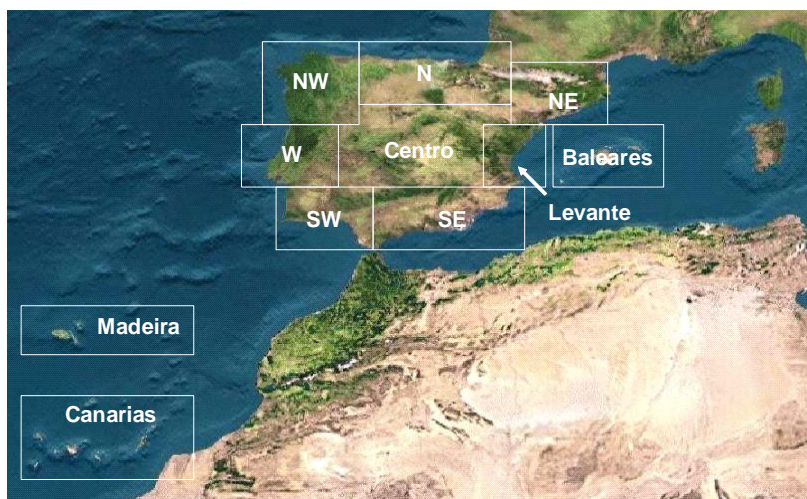 NW
N
NE
W
Centro
Baleares
Levante
SW
SE
Madeira
Canarias